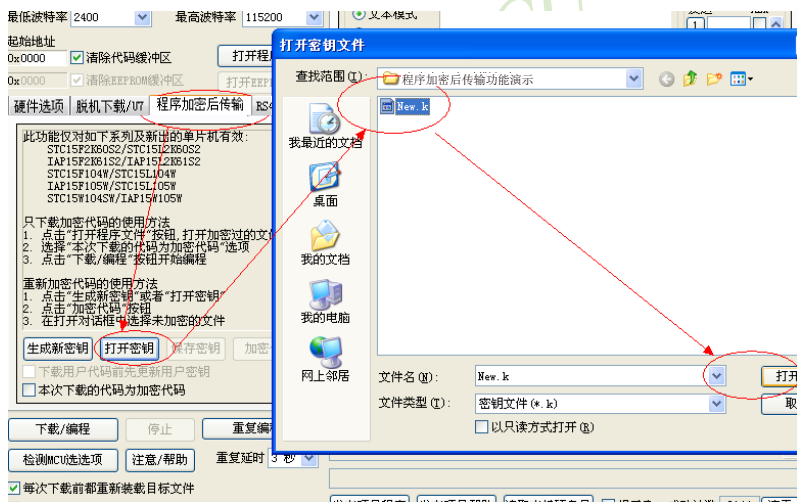 最低波特率 2400 最高波特率 115200
文本模式
起始地址
0x0000 清除代码缓冲区 打开程
0x0000 清除EEPROM缓冲区 打开EEP
硬件选项 脱机下载/U7 程序加密后传输 RS4
此功能仅对如下系列及新出的单片机有效:
STC15F2K60S2/STC15L2K60S2
IAP15F2K61S2/IAP15L2K61S2
STC15F104W/STC15L104W
IAP15F105W/STC15L105W
STC15W104SW/IAP15W105W
只下载加密代码的使用方法
1. 点击"打开程序文件"按钮,打开加密过的文
2. 选择"本次下载的代码为加密代码"选项
3. 点击"下载/编程"按钮开始编程
重新加密代码的使用方法
1. 点击"生成新密钥"或者"打开密钥"
2. 点击"加密代码"按钮
3. 在打开对话框中选择未加密的文件
生成新密钥 打开密钥 保存密钥 加密
下载用户代码前先更新用户密钥
本次下载的代码为加密代码
下载/编程 停止 重复编
检测MCU选选项 注意/帮助 重复延时 3 秒
每次下载前都重新装载目标文件
打开密钥文件
查找范围(I): 程序加密后传输功能演示
New.k
我最近的文档
桌面
我的文档
我的电脑
网上邻居
文件名(N): New.k 打开
文件类型(T): 密钥文件(*.k) 取
以只读方式打开(R)